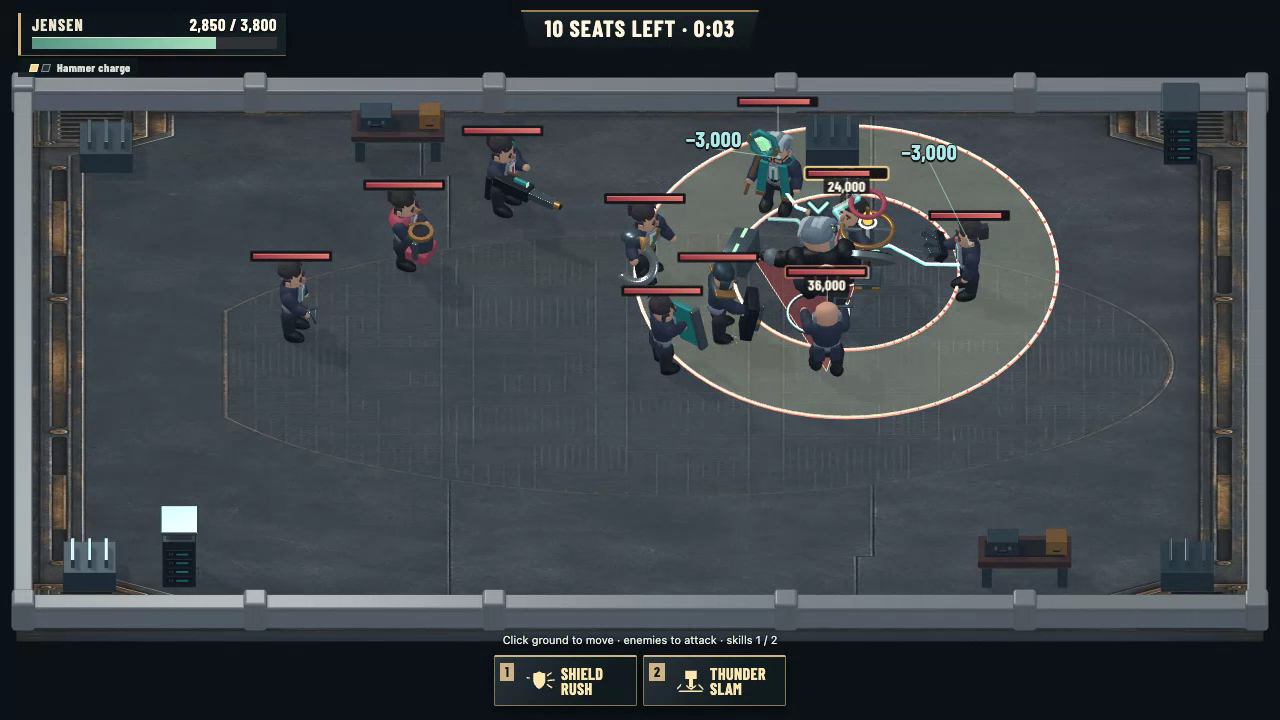 JENSEN 2,850 / 3,800
10 SEATS LEFT · 0:03
Hammer charge
−3,000
−3,000
24,000
36,000
Click ground to move · enemies to attack · skills 1 / 2
1 SHIELD RUSH
2 THUNDER SLAM